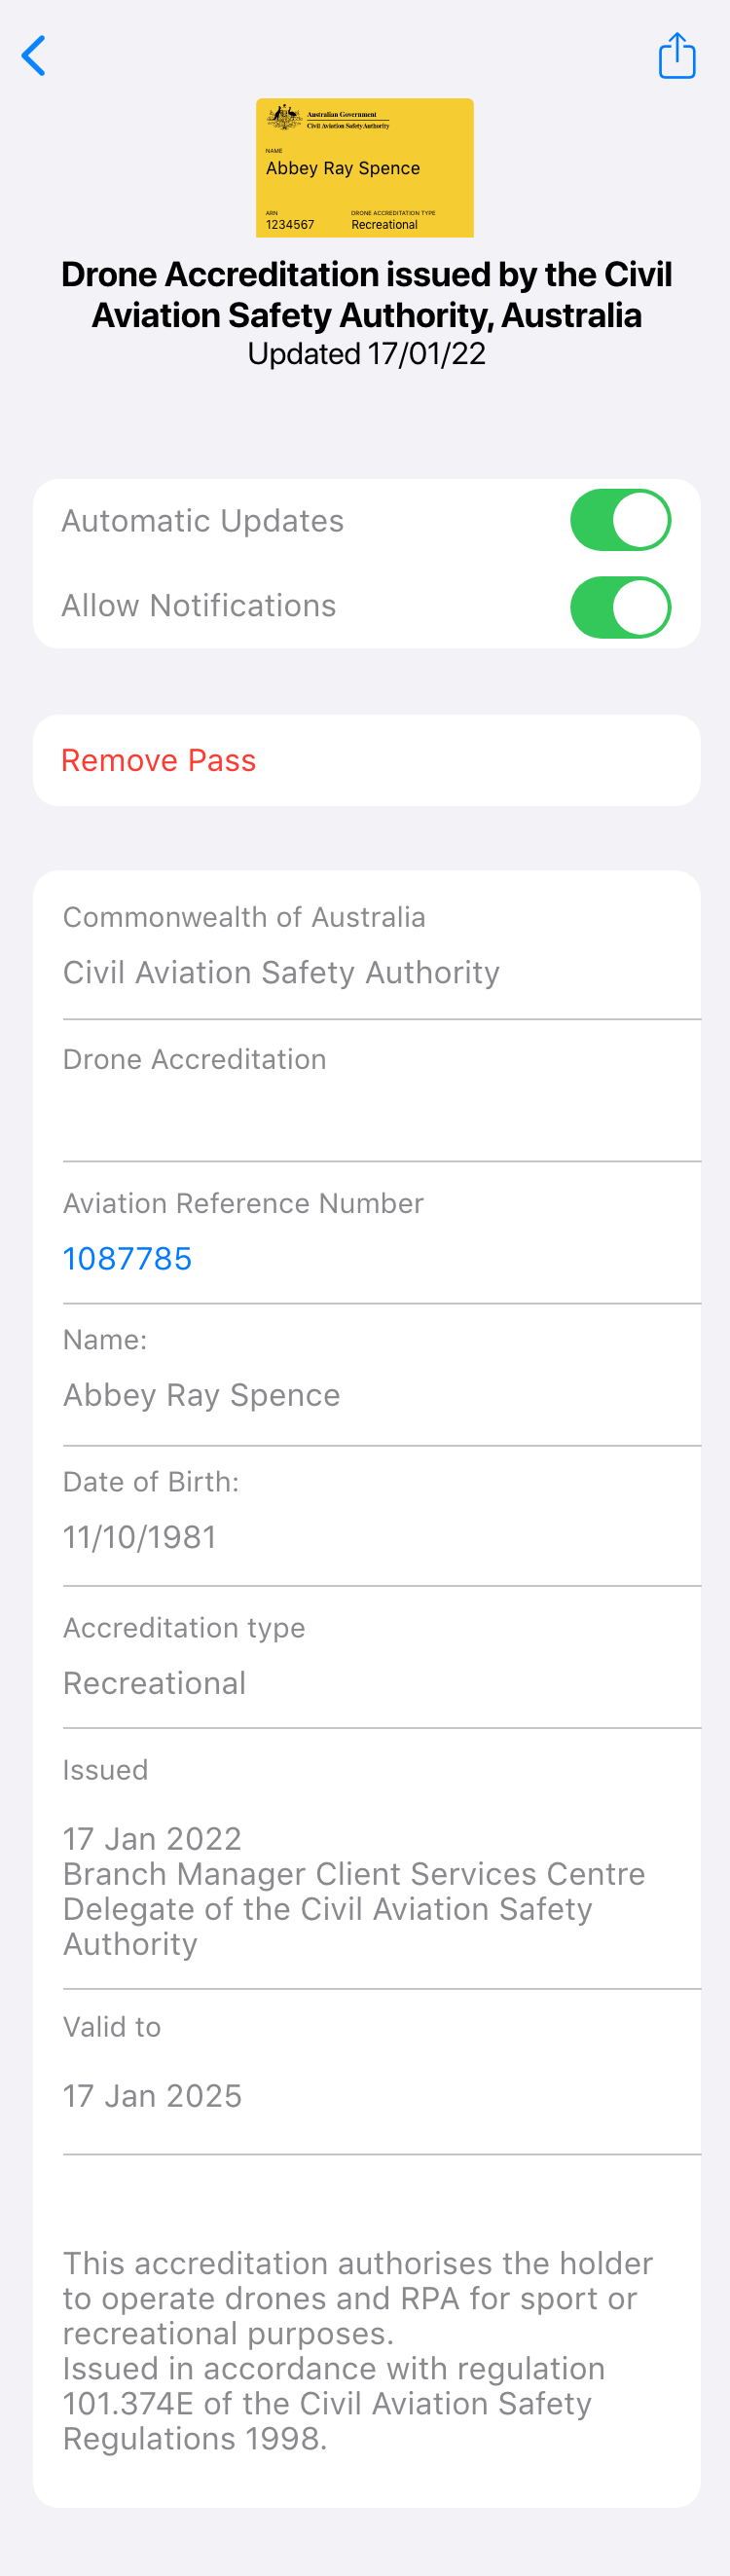 Australian Government
Civil Aviation Safety Authority
NAME
Abbey Ray Spence
ARN
DRONE ACCREDITATION TYPE
1234567
Recreational
Drone Accreditation issued by the Civil
Aviation Safety Authority, Australia
Updated 17/01/22
Automatic Updates
Allow Notifications
Remove Pass
Commonwealth of Australia
Civil Aviation Safety Authority
Drone Accreditation
Aviation Reference Number
1087785
Name:
Abbey Ray Spence
Date of Birth:
11/10/1981
Accreditation type
Recreational
Issued
17 Jan 2022
Branch Manager Client Services Centre
Delegate of the Civil Aviation Safety
Authority
Valid to
17 Jan 2025
This accreditation authorises the holder
to operate drones and RPA for sport or
recreational purposes.
Issued in accordance with regulation
101.374E of the Civil Aviation Safety
Regulations 1998.